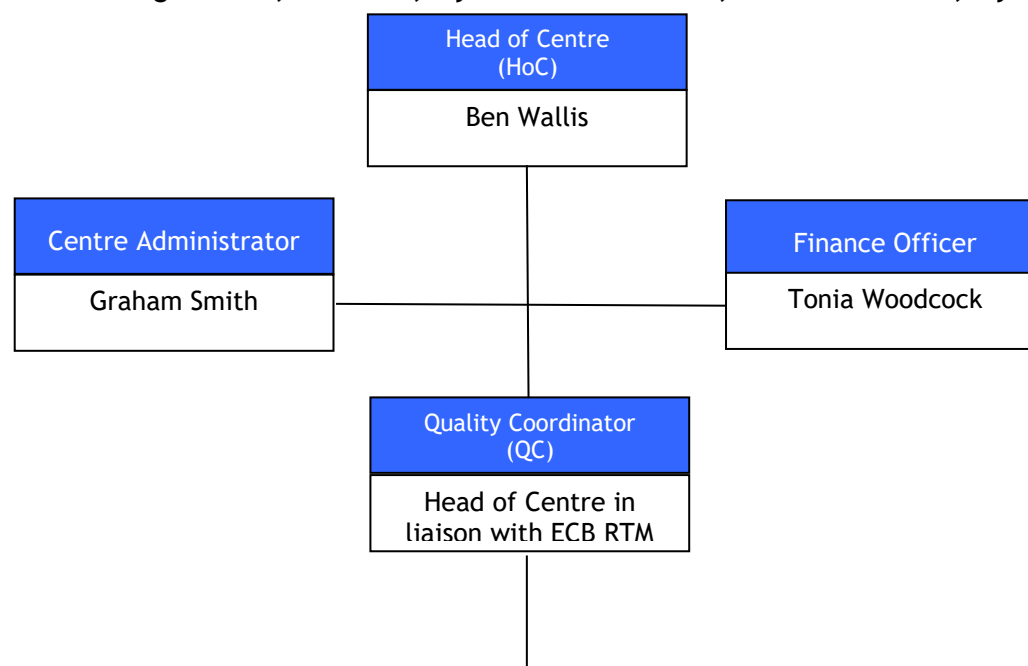 Head of Centre
(HoC)
Ben Wallis
Centre Administrator
Graham Smith
Finance Officer
Tonia Woodcock
Quality Coordinator
(QC)
Head of Centre in
liaison with ECB RTM